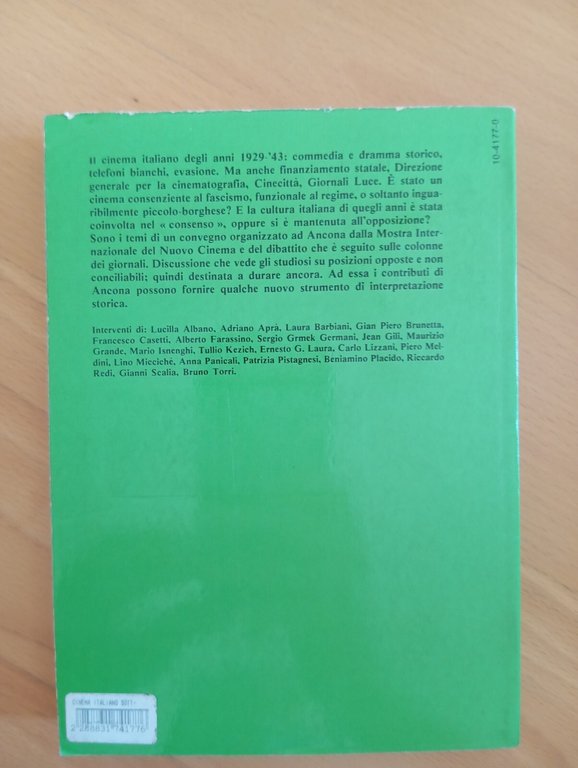 10-4177-0
Il cinema italiano degli anni 1929-'43: commedia e dramma storico,
telefoni bianchi, evasione. Ma anche finanziamento statale, Direzione
generale per la cinematografia, Cinecittà, Giornali Luce. È stato un
cinema consenziente al fascismo, funzionale al regime, o soltanto ingua-
ribilmente piccolo-borghese? E la cultura italiana di quegli anni è stata
coinvolta nel « consenso », oppure si è mantenuta all'opposizione?
Sono i temi di un convegno organizzato ad Ancona dalla Mostra Inter-
nazionale del Nuovo Cinema e del dibattito che è seguito sulle colonne
dei giornali. Discussione che vede gli studiosi su posizioni opposte e non
conciliabili; quindi destinata a durare ancora. Ad essa i contributi di
Ancona possono fornire qualche nuovo strumento di interpretazione
storica.
Interventi di: Lucilla Albano, Adriano Aprà, Laura Barbiani, Gian Piero Brunetta,
Francesco Casetti, Alberto Farassino, Sergio Grmek Germani, Jean Gili, Maurizio
Grande, Mario Isnenghi, Tullio Kezich, Ernesto G. Laura, Carlo Lizzani, Piero Mel-
dini, Lino Miccichè, Anna Panicali, Patrizia Pistagnesi, Beniamino Placido, Riccardo
Redi, Gianni Scalia, Bruno Torri.
CINEMA ITALIANO SOTT-
2 288831 741776